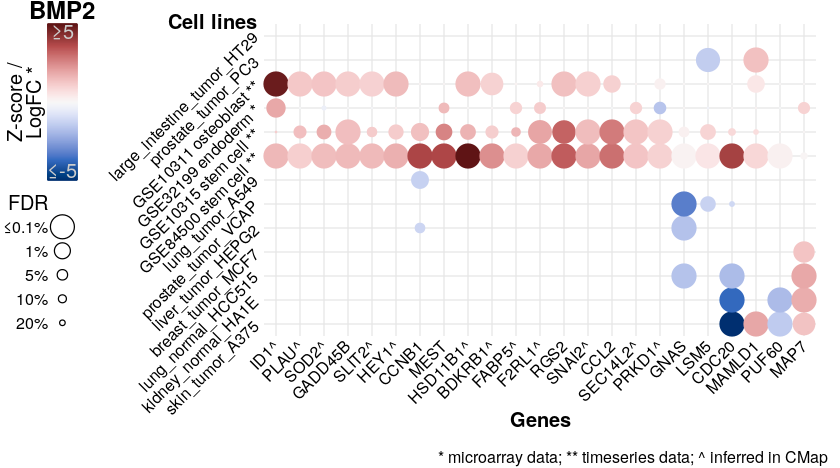 BMP2
Cell lines
≥5
≤-5
Z-score /
LogFC *
FDR
≤0.1%
1%
5%
10%
20%
large_Intestine_tumor_HT29
prostate_tumor_PC3
GSE10311 osteoblast **
GSE32199 endoderm *
GSE10315 stem cell **
GSE84500 stem cell **
lung_tumor_A549
prostate_tumor_VCAP
liver_tumor_HEPG2
breast_tumor_MCF7
lung_normal_HCC515
kidney_normal_HA1E
skin_tumor_A375
ID1^
PLAU^
SOD2^
GADD45B
SLIT2^
HEY1^
CCNB1
MEST
HSD11B1^
BDKRB1^
FABP5^
F2RL1^
RGS2
SNAI2^
CCL2
SEC14L2^
PRKD1^
GNAS
LSM5
CDC20
MAMLD1
PUF60
MAP7
Genes
* microarray data; ** timeseries data; ^ inferred in CMap